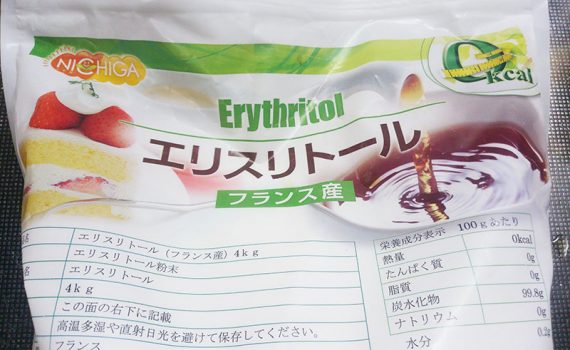 NICHIGA
0kcal
Erythritol
エリスリトール
フランス産
エリスリトール（フランス産）4ｋｇ
エリスリトール粉末
エリスリトール
4ｋｇ
この面の右下に記載
高温多湿や直射日光を避けて保存してください。
フランス
栄養成分表示 100ｇあたり
熱量 0kcal
たんぱく質 0g
脂質 0g
炭水化物 99.8g
ナトリウム 0g
水分 0.2g